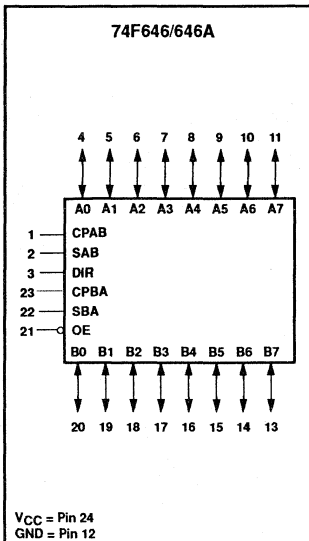 74F646/646A
4 5 6 7 8 9 10 11
A0 A1 A2 A3 A4 A5 A6 A7
1 CPAB
2 SAB
3 DIR
23 CPBA
22 SBA
21 OE
B0 B1 B2 B3 B4 B5 B6 B7
20 19 18 17 16 15 14 13
VCC = Pin 24
GND = Pin 12